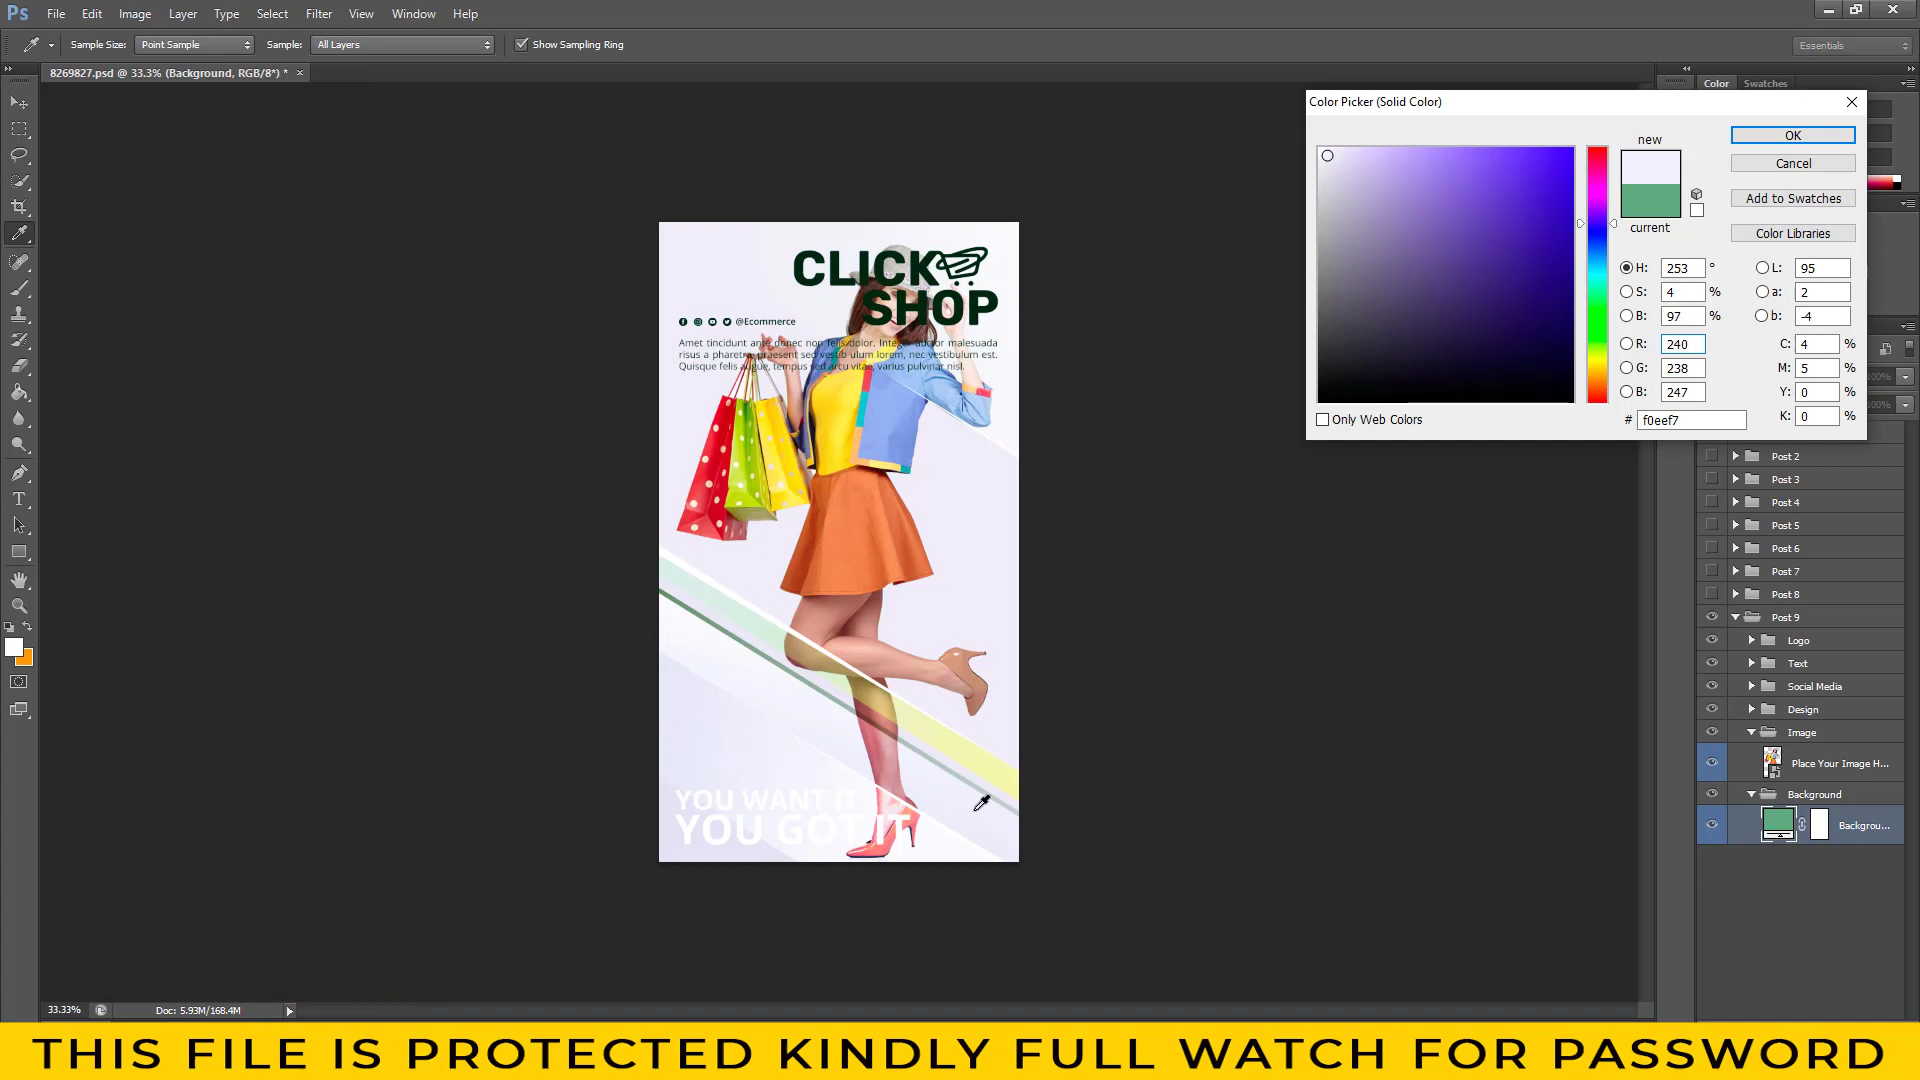 Ps File Edit Image Layer Type Select Filter View Window Help
Sample Size: Point Sample Sample: All Layers Show Sampling Ring Essentials
8269827.psd @ 33.3% (Background, RGB/8*) *
Color Swatches
Color Picker (Solid Color)
new
current
OK
Cancel
Add to Swatches
Color Libraries
H: 253 °
S: 4 %
B: 97 %
R: 240
G: 238
B: 247
L: 95
a: 2
b: -4
C: 4 %
M: 5 %
Y: 0 %
K: 0 %
# f0eef7
Only Web Colors
CLICK
SHOP
@Ecommerce
Amet tincidunt ante donec non felis dolor. Integer auctor malesuada
risus a pharetra, praesent sed vestib ulum lorem, nec vestibulum est.
Quisque felis augue, tempus sed arcu vitae, varius pulvinar nisl.
YOU WANT IT
YOU GOT IT
Post 2
Post 3
Post 4
Post 5
Post 6
Post 7
Post 8
Post 9
Logo
Text
Social Media
Design
Image
Place Your Image H...
Background
Backgrou...
33.33% Doc: 5.93M/168.4M
THIS FILE IS PROTECTED KINDLY FULL WATCH FOR PASSWORD